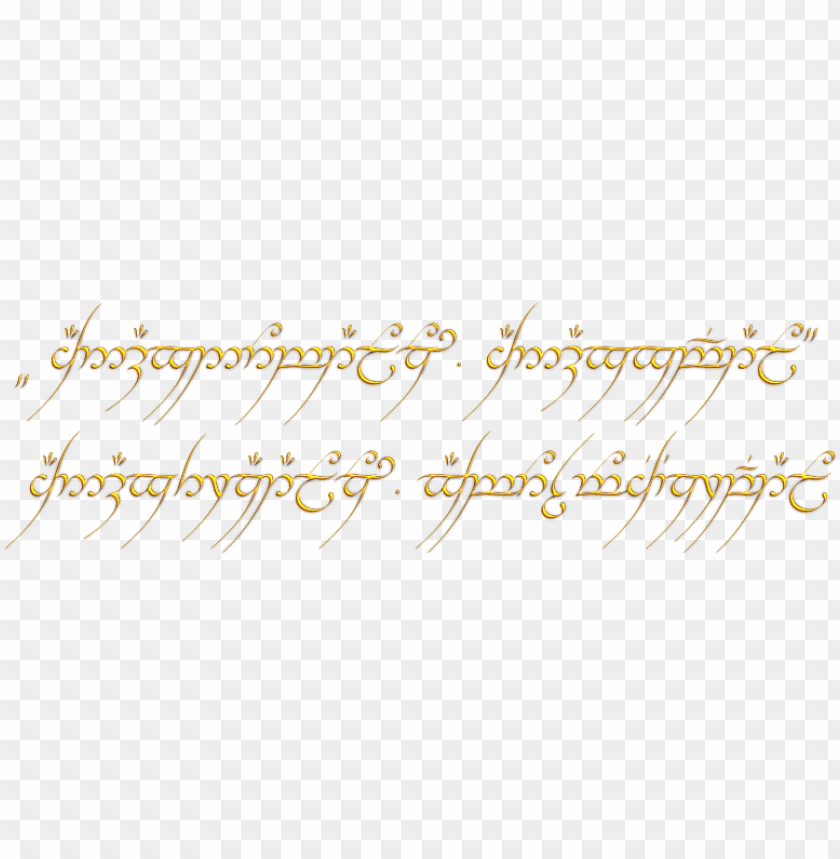 ash nazg durbatulûk · ash nazg gimbatul
ash nazg thrakatulûk · agh burzum-ishi krimpatul